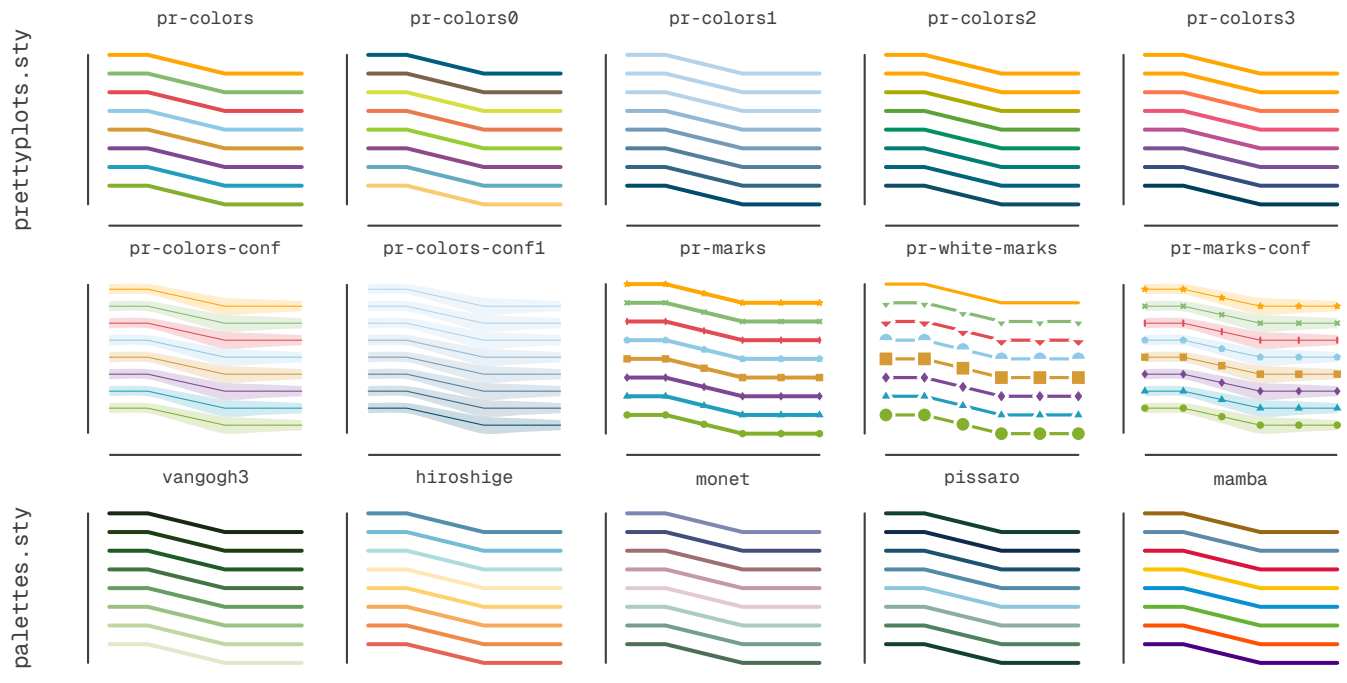 prettyplots.sty
pr-colors
pr-colors0
pr-colors1
pr-colors2
pr-colors3
pr-colors-conf
pr-colors-conf1
pr-marks
pr-white-marks
pr-marks-conf
palettes.sty
vangogh3
hiroshige
monet
pissaro
mamba